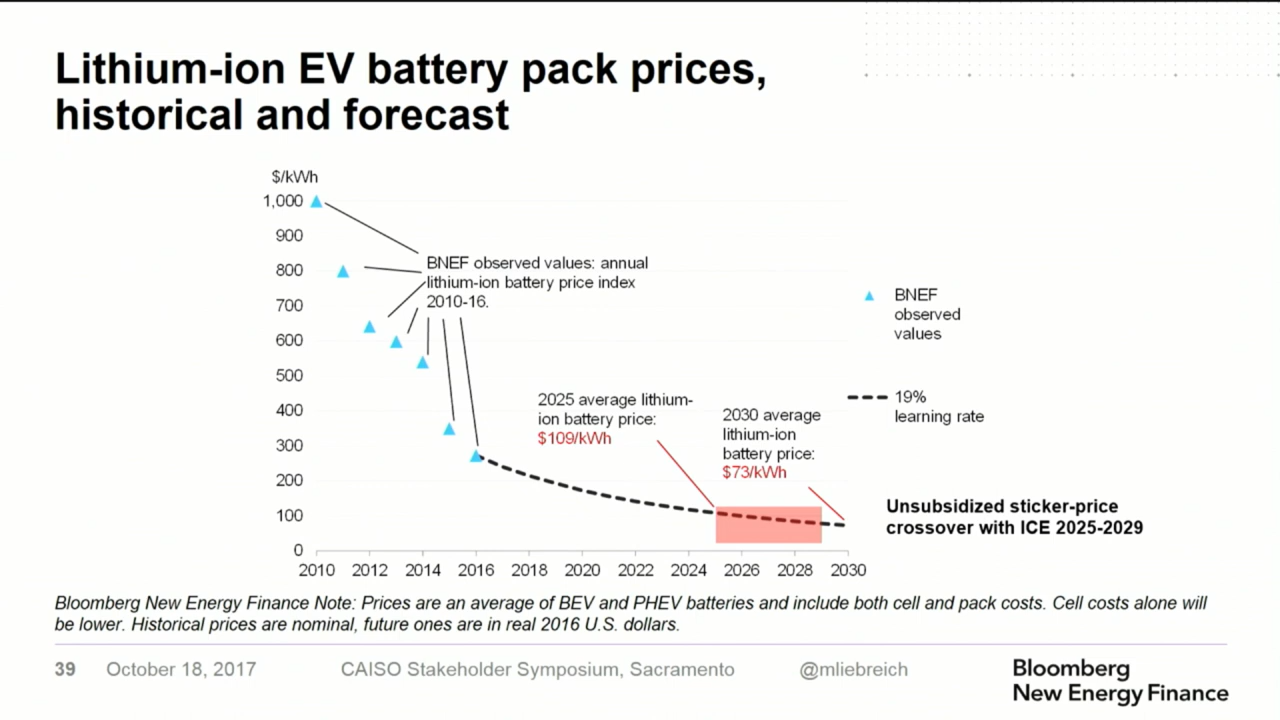 Lithium-ion EV battery pack prices,
historical and forecast
$/kWh
1,000
900
800
700
600
500
400
300
200
100
0
BNEF observed values: annual
lithium-ion battery price index
2010-16.
2025 average lithium-
ion battery price:
$109/kWh
2030 average
lithium-ion
battery price:
$73/kWh
BNEF
observed
values
19%
learning rate
Unsubsidized sticker-price
crossover with ICE 2025-2029
2010 2012 2014 2016 2018 2020 2022 2024 2026 2028 2030
Bloomberg New Energy Finance Note: Prices are an average of BEV and PHEV batteries and include both cell and pack costs. Cell costs alone will
be lower. Historical prices are nominal, future ones are in real 2016 U.S. dollars.
39 October 18, 2017 CAISO Stakeholder Symposium, Sacramento @mliebreich
Bloomberg
New Energy Finance